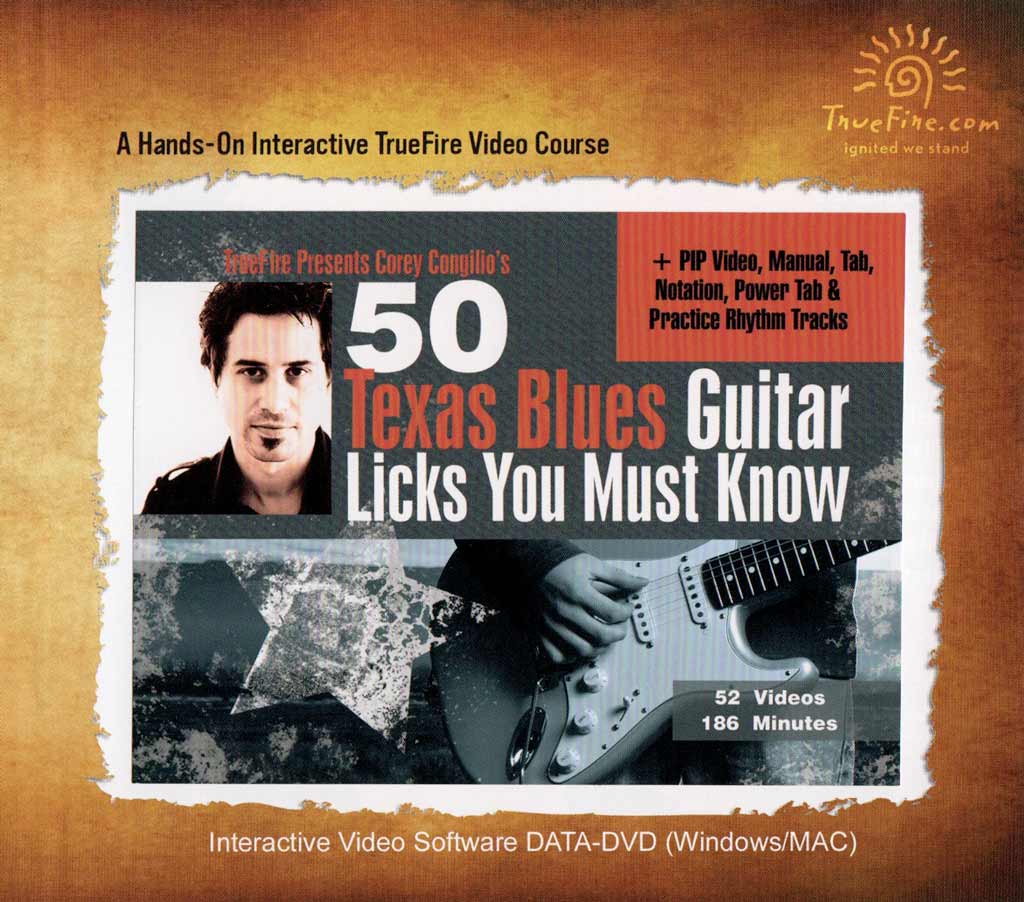 TrueFire.com
ignited we stand
A Hands-On Interactive TrueFire Video Course
TrueFire Presents Corey Congilio's
+ PIP Video, Manual, Tab,
Notation, Power Tab &
Practice Rhythm Tracks
50
Texas Blues Guitar
Licks You Must Know
52 Videos
186 Minutes
Interactive Video Software DATA-DVD (Windows/MAC)